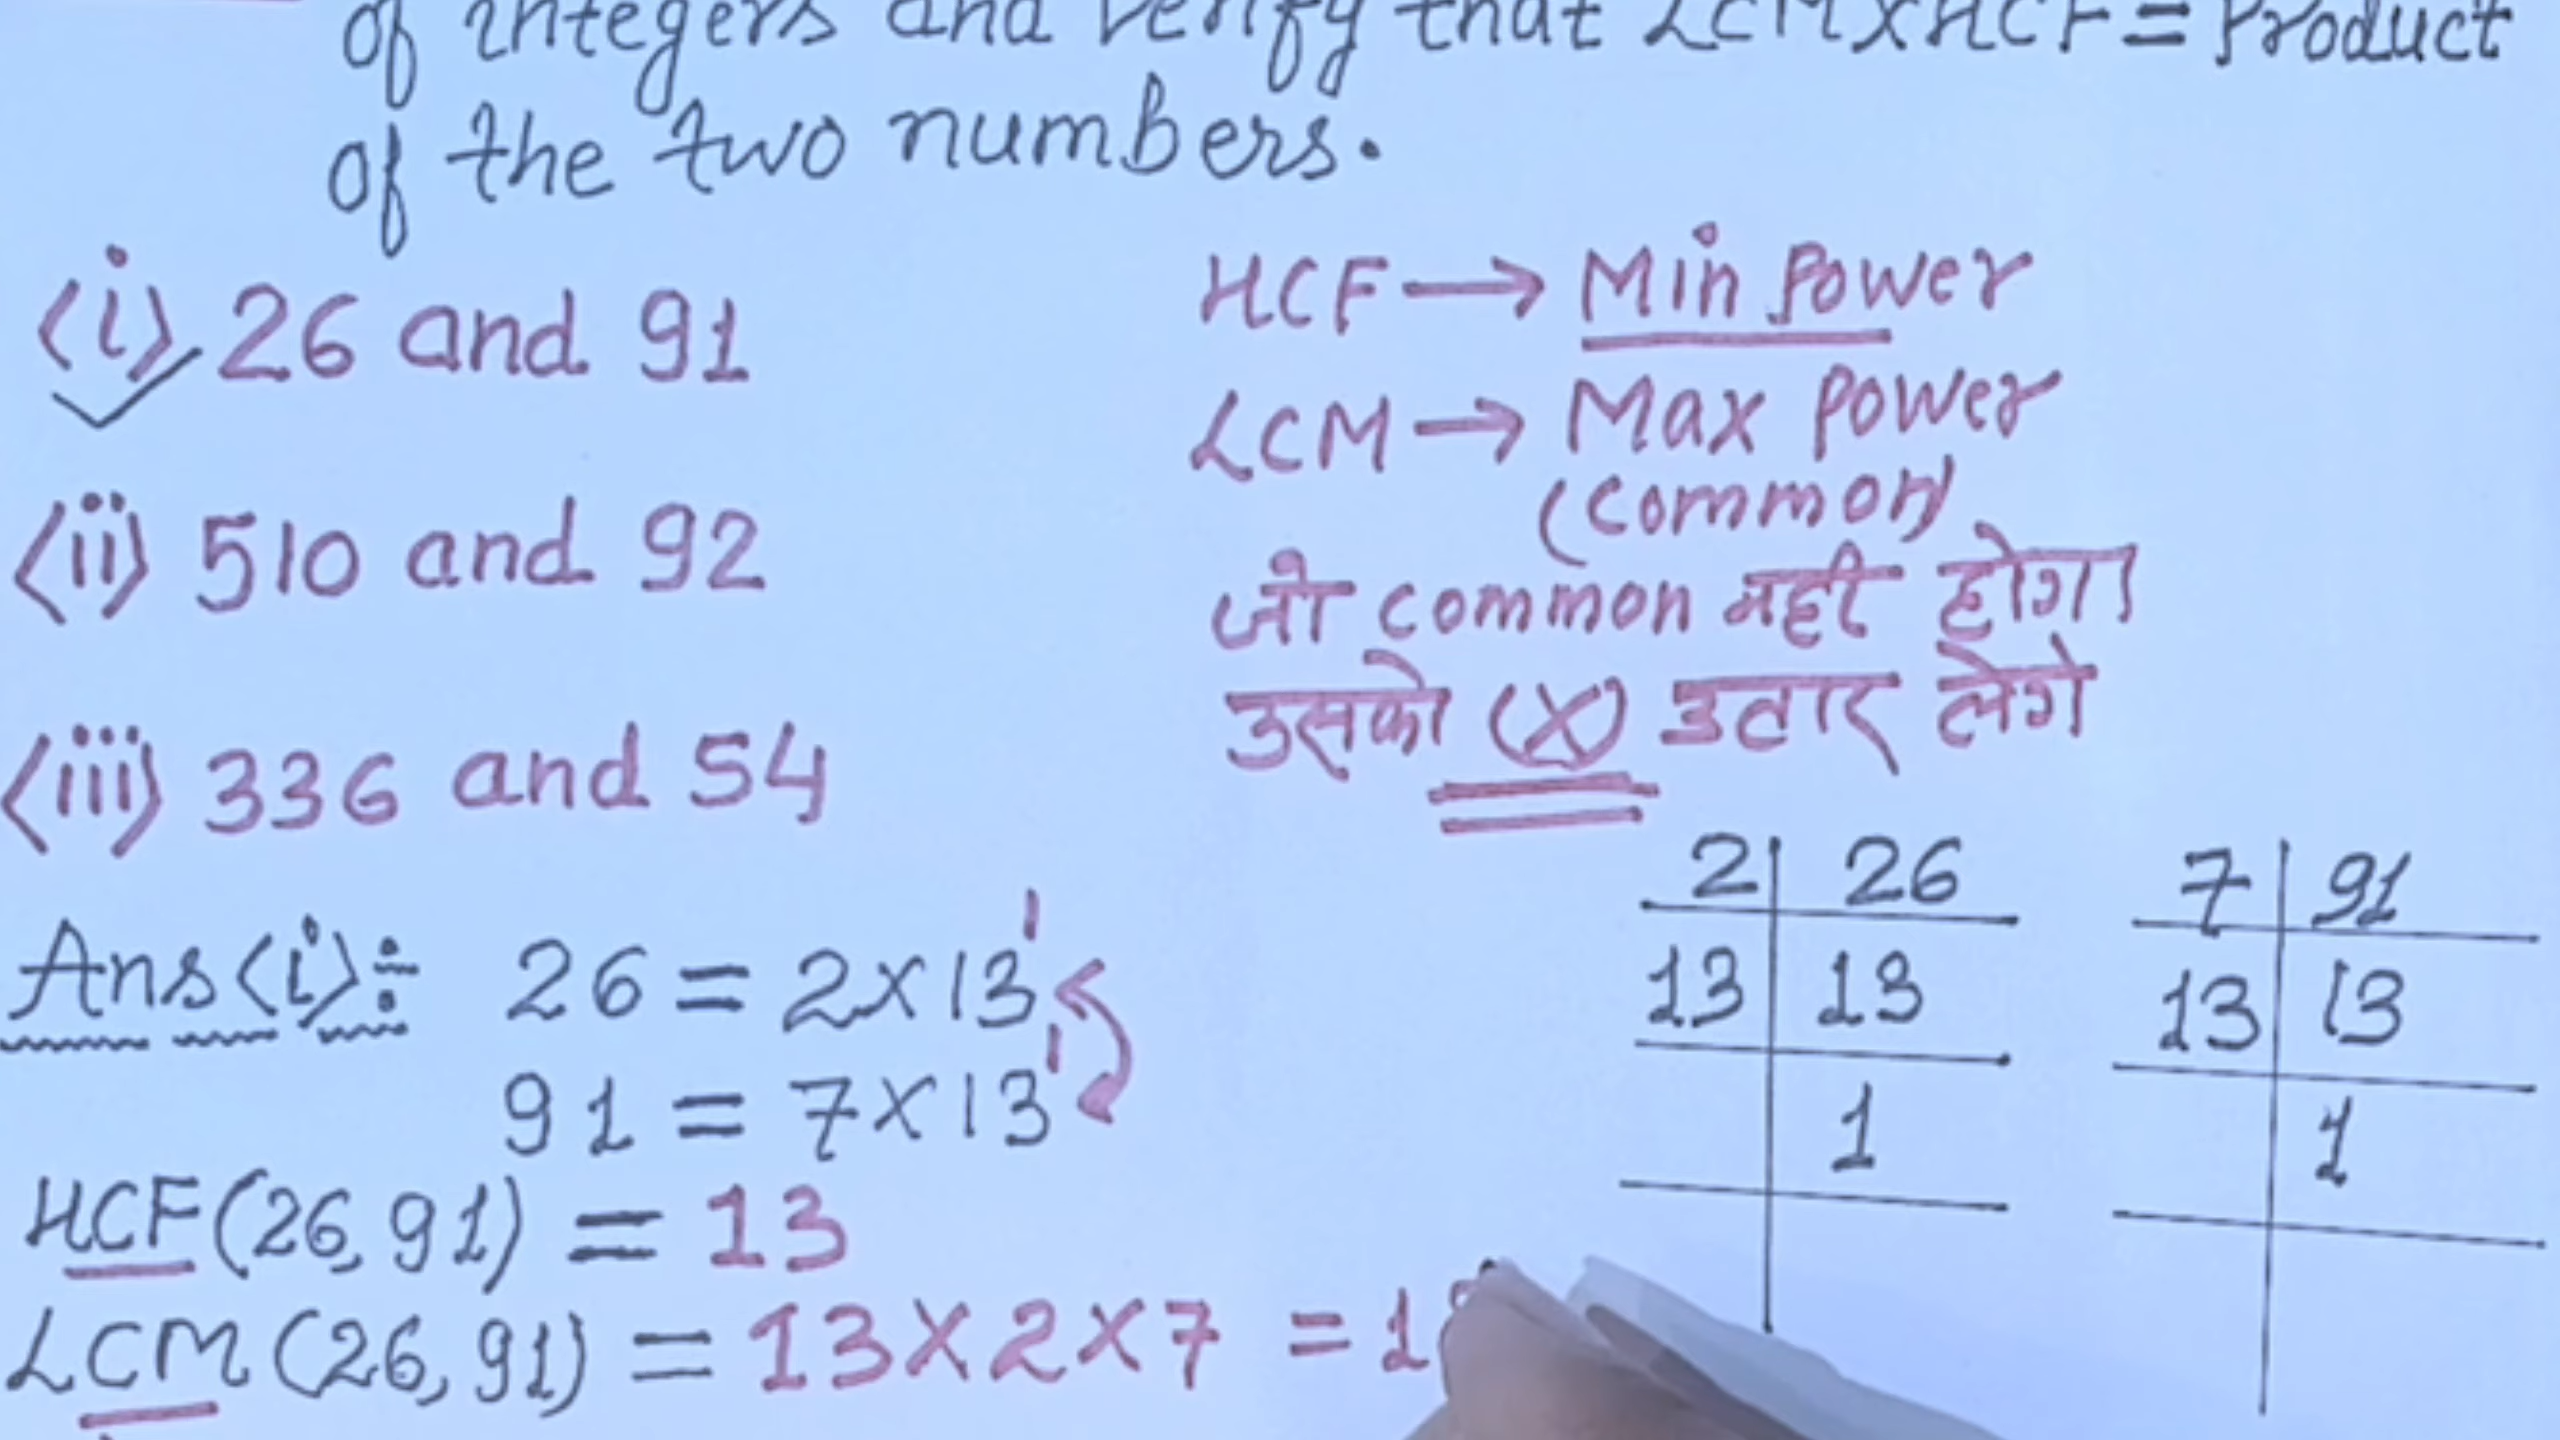 of integers and verify that LCM×HCF = Product
of the two numbers.
(i) 26 and 91
(ii) 510 and 92
(iii) 336 and 54
HCF → Min Power
LCM → Max Power
(common)
जो common नही होगा
उसको (×) उतार लेगे
2 | 26
13 | 13
1
7 | 91
13 | 13
1
Ans(i)÷ 26 = 2×13¹
91 = 7×13¹
HCF(26,91) = 13
LCM(26,91) = 13×2×7 = 1